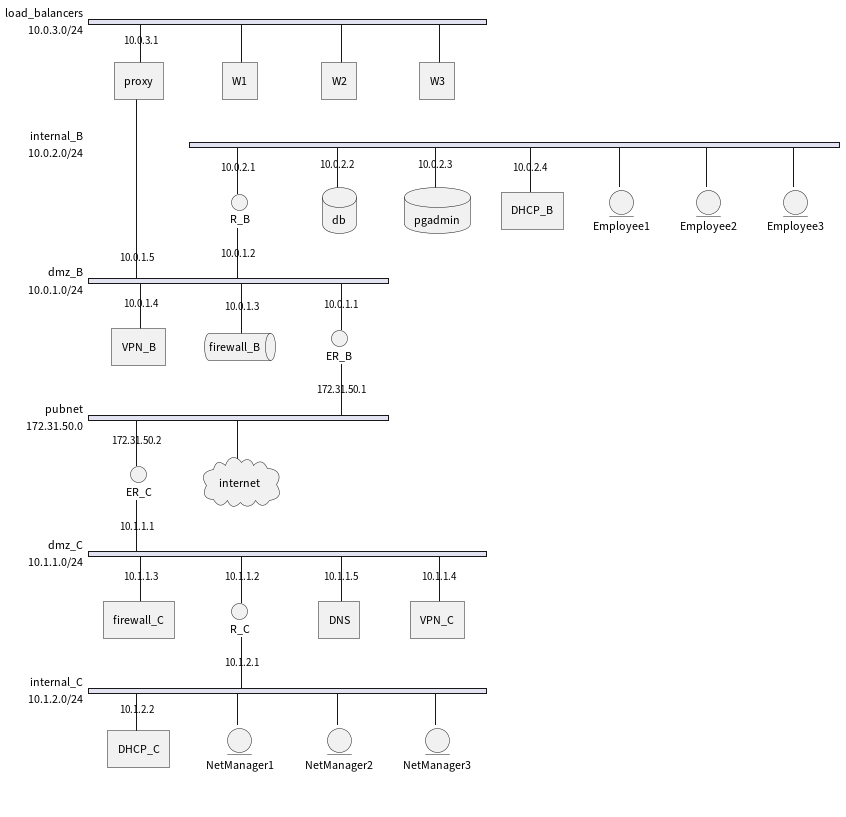 load_balancers
10.0.3.0/24
10.0.3.1
proxy
W1
W2
W3
internal_B
10.0.2.0/24
10.0.2.1
10.0.2.2
10.0.2.3
10.0.2.4
R_B
db
pgadmin
DHCP_B
Employee1
Employee2
Employee3
10.0.1.5
10.0.1.2
dmz_B
10.0.1.0/24
10.0.1.4
10.0.1.3
10.0.1.1
VPN_B
firewall_B
ER_B
172.31.50.1
pubnet
172.31.50.0
172.31.50.2
ER_C
internet
10.1.1.1
dmz_C
10.1.1.0/24
10.1.1.3
10.1.1.2
10.1.1.5
10.1.1.4
firewall_C
R_C
DNS
VPN_C
10.1.2.1
internal_C
10.1.2.0/24
10.1.2.2
DHCP_C
NetManager1
NetManager2
NetManager3